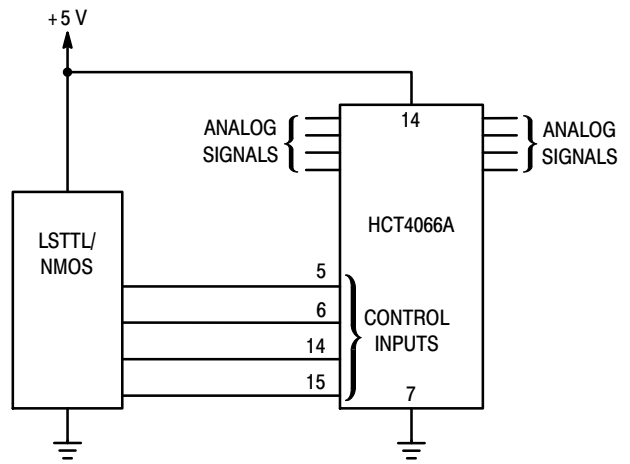 +5 V
14
ANALOG
SIGNALS
ANALOG
SIGNALS
HCT4066A
LSTTL/
NMOS
5
6
14
15
CONTROL
INPUTS
7